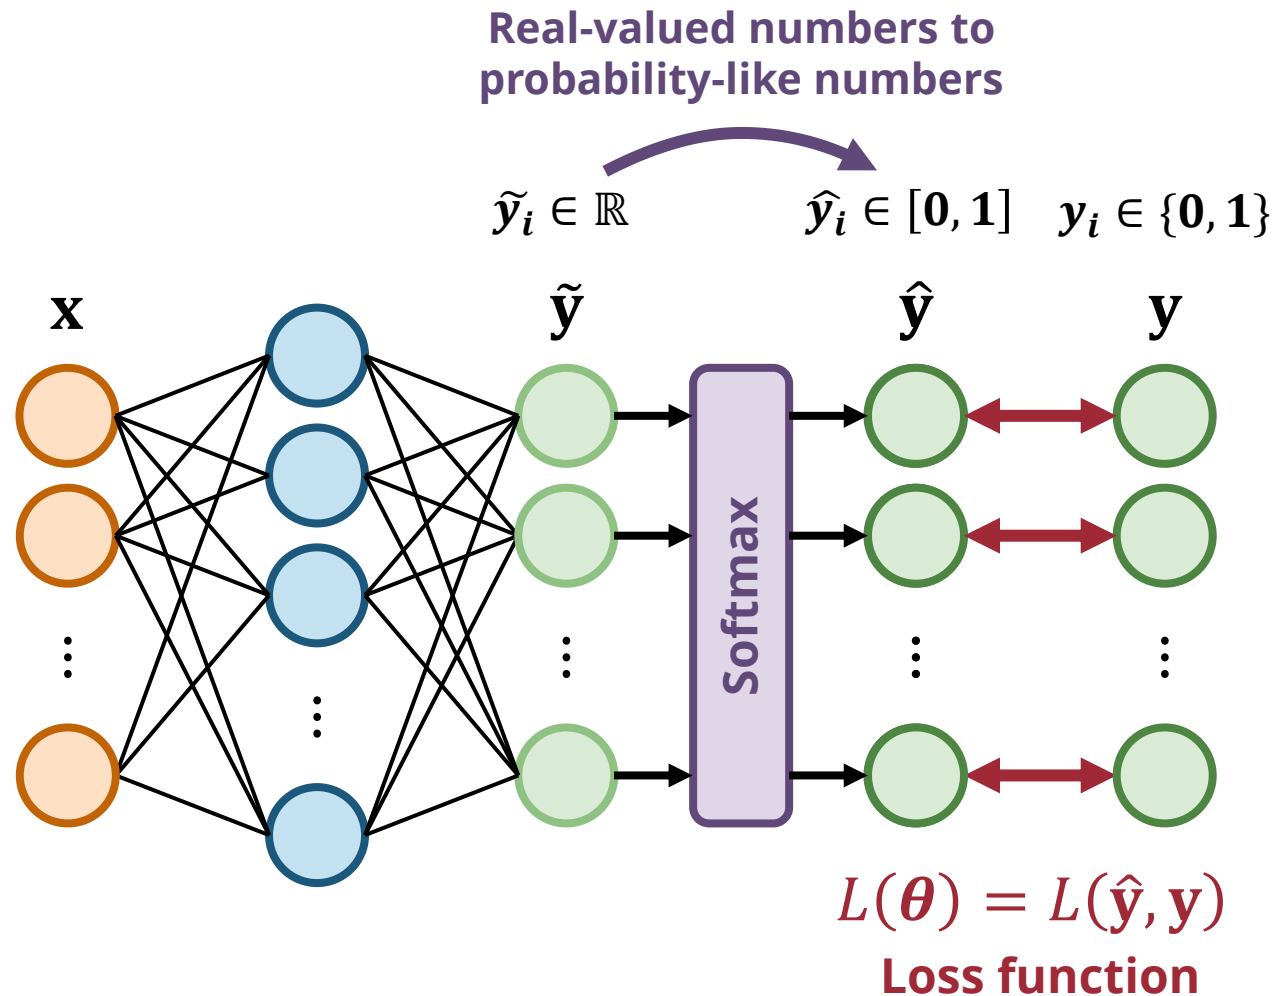 Real-valued numbers to
probability-like numbers
ỹᵢ ∈ ℝ
ŷᵢ ∈ [0, 1]
yᵢ ∈ {0, 1}
x
ỹ
ŷ
y
⋮
⋮
⋮
⋮
⋮
Softmax
L(θ) = L(ŷ, y)
Loss function